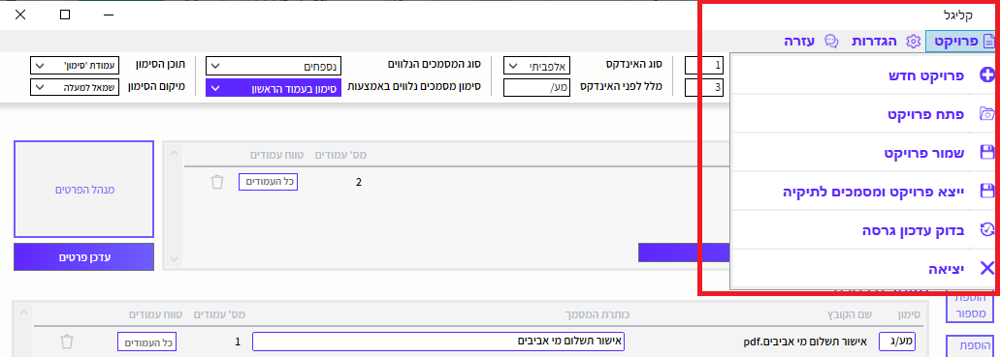 קליגל
פרויקט הגדרות עזרה
1 סוג האינדקס אלפביתי סוג המסמכים הנלווים נספחים תוכן הסימון עמודת 'סימון'
3 מלל לפני האינדקס מע/ סימון מסמכים נלווים באמצעות סימון בעמוד הראשון מיקום הסימון שמאל למעלה
פרויקט חדש
פתח פרויקט
שמור פרויקט
ייצא פרויקט ומסמכים לתיקיה
בדוק עדכון גרסה
יציאה
מס' עמודים טווח עמודים
2 כל העמודים
מנהל הפרטים
עדכן פרטים
הוספת
מספור
סימון שם הקובץ כותרת המסמך מס' עמודים טווח עמודים
מע/ג אישור תשלום מי אביבים.pdf אישור תשלום מי אביבים 1 כל העמודים
הוספת